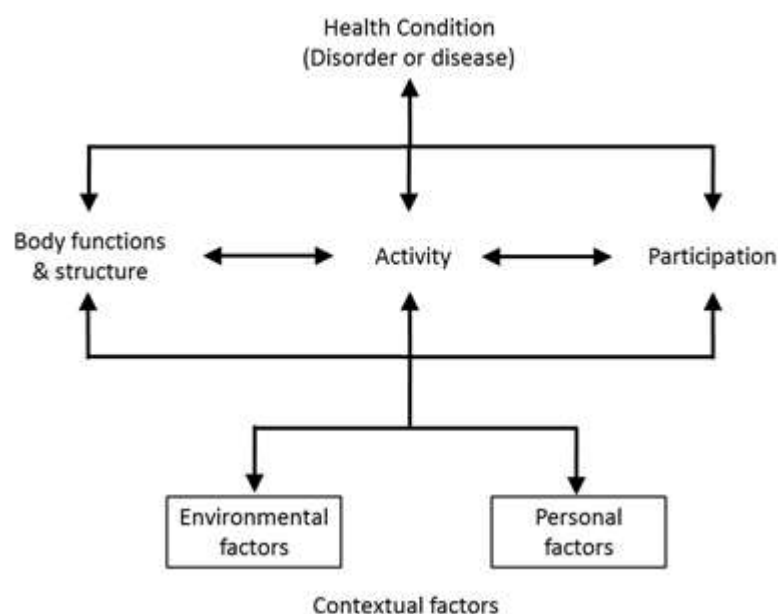 Health Condition
(Disorder or disease)
Body functions
& structure
Activity
Participation
Environmental
factors
Personal
factors
Contextual factors